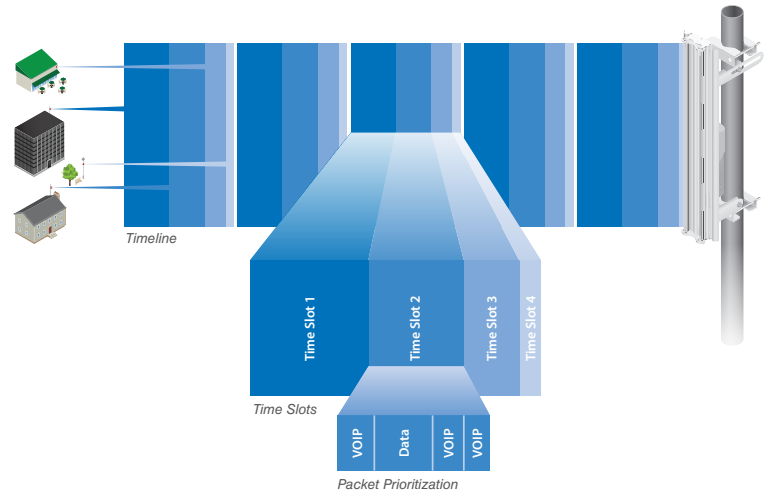 Timeline
Time Slot 1
Time Slot 2
Time Slot 3
Time Slot 4
Time Slots
VOIP
Data
VOIP
VOIP
Packet Prioritization